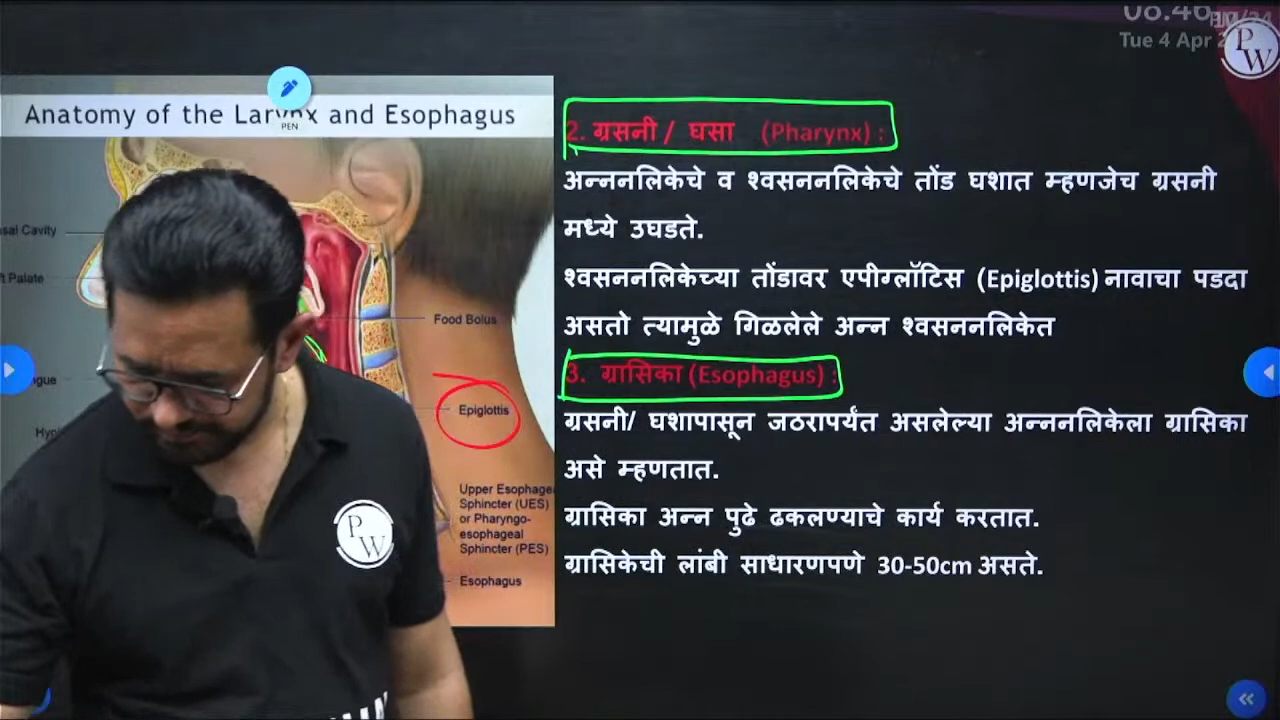 Tue 4 Apr
PW
Anatomy of the Larynx and Esophagus
PEN
Food Bolus
Epiglottis
Upper Esophage
Sphincter (UES)
or Pharyngo-
esophageal
Sphincter (PES)
Esophagus
2. ग्रसनी / घसा (Pharynx) :
अन्ननलिकेचे व श्वसननलिकेचे तोंड घशात म्हणजेच ग्रसनी
मध्ये उघडते.
श्वसननलिकेच्या तोंडावर एपीग्लॉटिस (Epiglottis) नावाचा पडदा
असतो त्यामुळे गिळलेले अन्न श्वसननलिकेत
3. ग्रासिका (Esophagus) :
ग्रसनी/ घशापासून जठरापर्यंत असलेल्या अन्ननलिकेला ग्रासिका
असे म्हणतात.
ग्रासिका अन्न पुढे ढकलण्याचे कार्य करतात.
ग्रासिकेची लांबी साधारणपणे 30-50cm असते.
PW